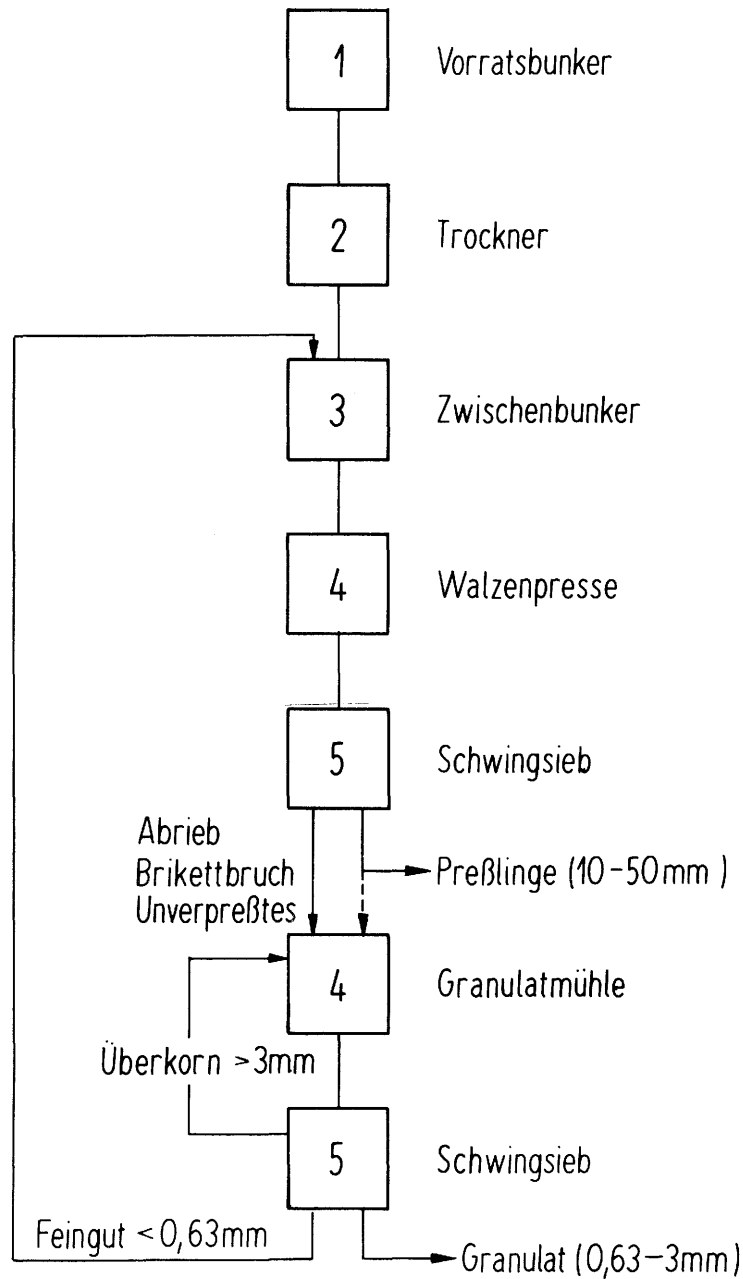 1 Vorratsbunker
2 Trockner
3 Zwischenbunker
4 Walzenpresse
5 Schwingsieb
Abrieb
Brikettbruch
Unverpreßtes
Preßlinge (10-50mm)
4 Granulatmühle
Überkorn >3mm
5 Schwingsieb
Feingut <0,63mm
Granulat (0,63-3mm)